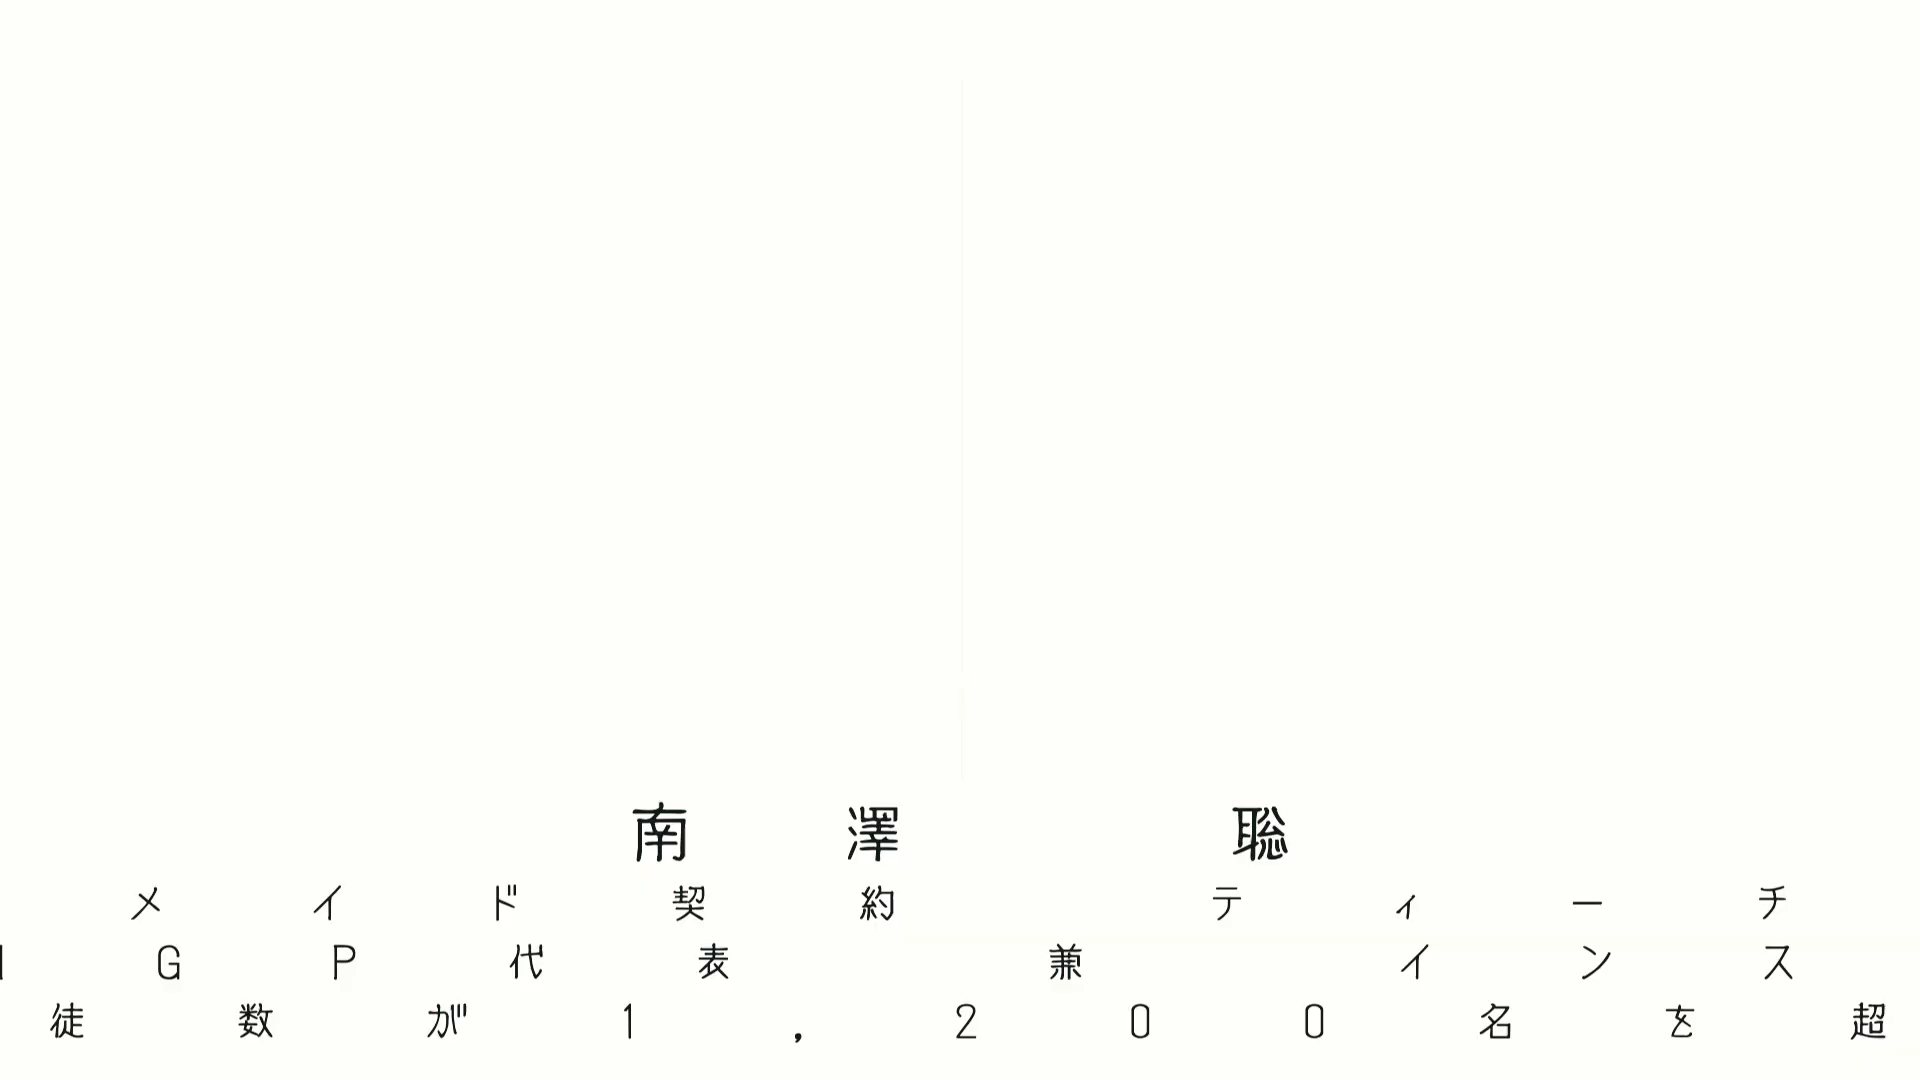 南澤 聡
メイド契約 ティーチ
GP代表 兼 インス
徒数が1,200名を超